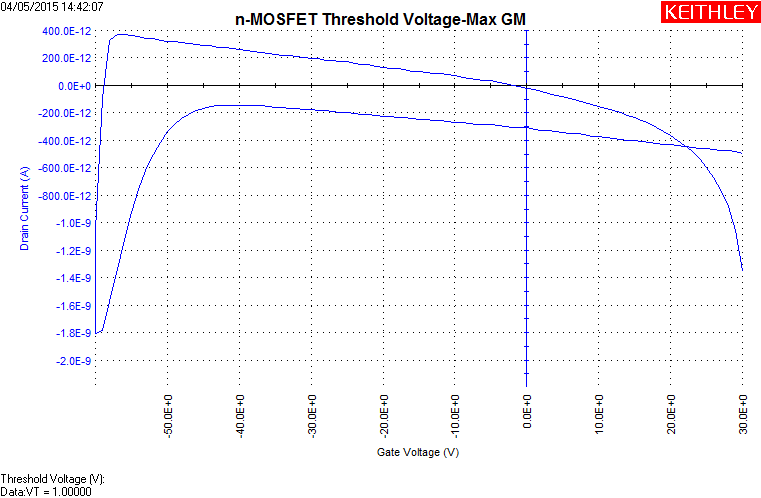 04/05/2015 14:42:07
n-MOSFET Threshold Voltage-Max GM
KEITHLEY
400.0E-12
200.0E-12
0.0E+0
-200.0E-12
-400.0E-12
-600.0E-12
-800.0E-12
-1.0E-9
-1.2E-9
-1.4E-9
-1.6E-9
-1.8E-9
-2.0E-9
Drain Current (A)
-50.0E+0
-40.0E+0
-30.0E+0
-20.0E+0
-10.0E+0
0.0E+0
10.0E+0
20.0E+0
30.0E+0
Gate Voltage (V)
Threshold Voltage (V):
Data:VT = 1.00000